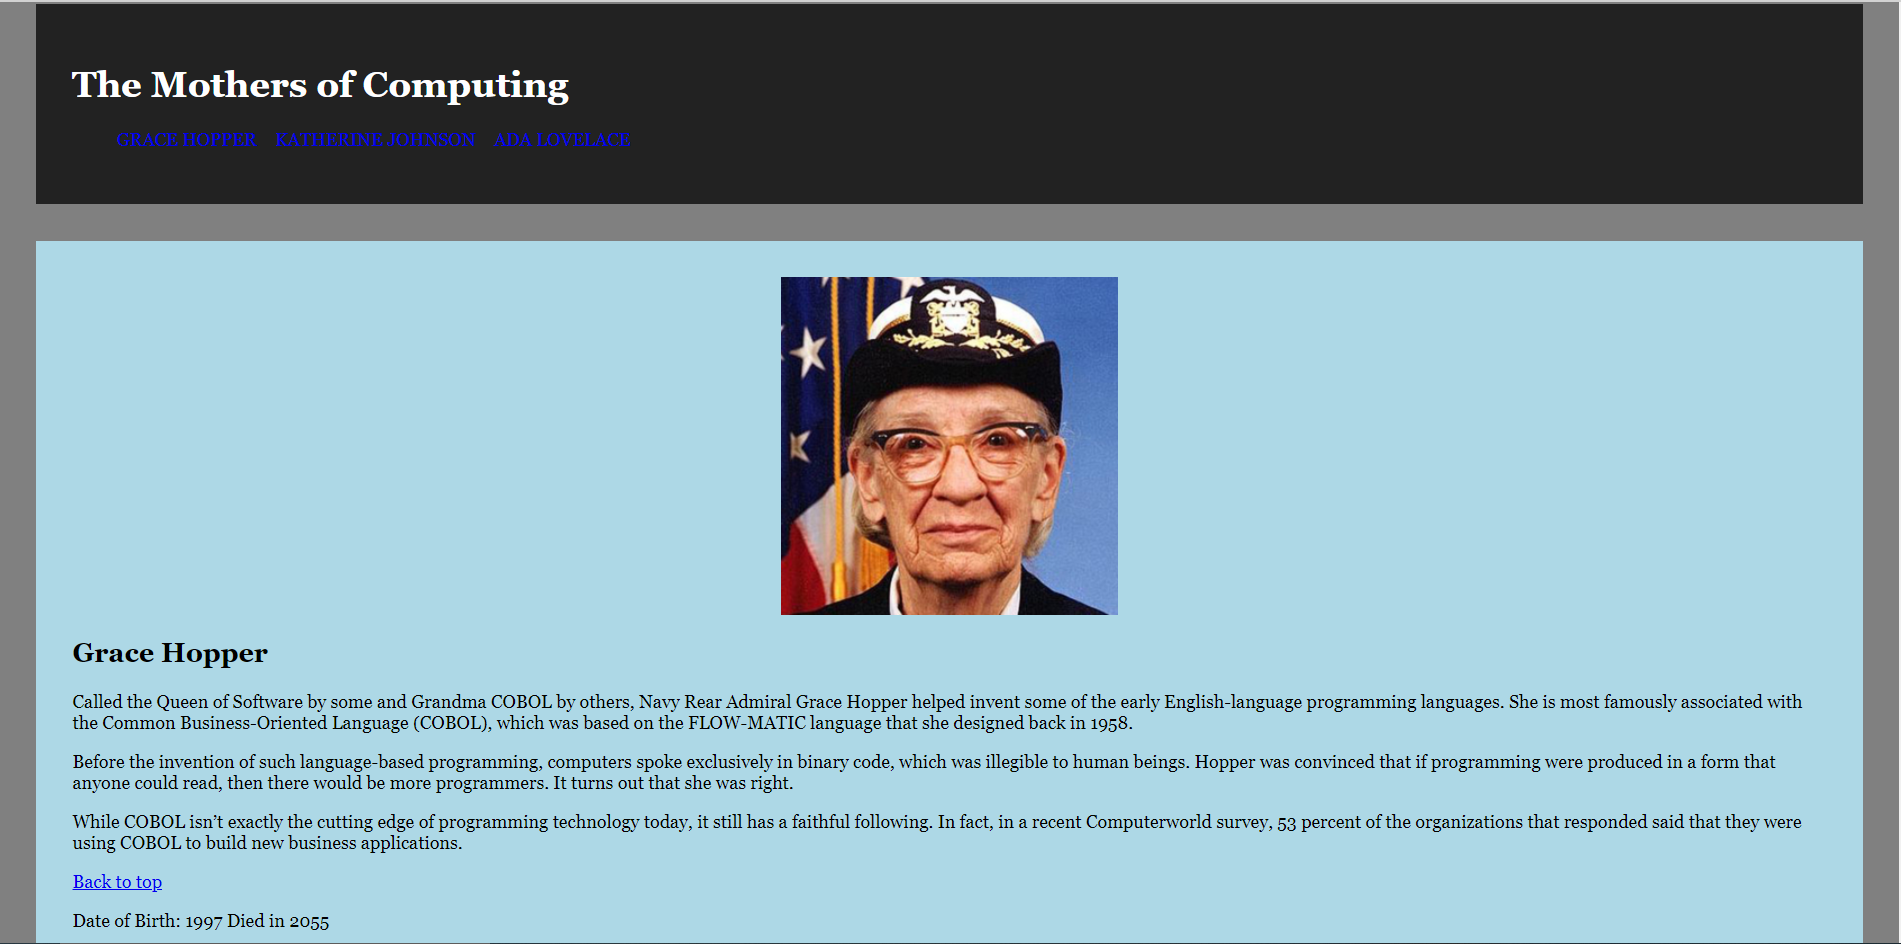 The Mothers of Computing
GRACE HOPPER KATHERINE JOHNSON ADA LOVELACE
Grace Hopper
Called the Queen of Software by some and Grandma COBOL by others, Navy Rear Admiral Grace Hopper helped invent some of the early English-language programming languages. She is most famously associated with
the Common Business-Oriented Language (COBOL), which was based on the FLOW-MATIC language that she designed back in 1958.
Before the invention of such language-based programming, computers spoke exclusively in binary code, which was illegible to human beings. Hopper was convinced that if programming were produced in a form that
anyone could read, then there would be more programmers. It turns out that she was right.
While COBOL isn’t exactly the cutting edge of programming technology today, it still has a faithful following. In fact, in a recent Computerworld survey, 53 percent of the organizations that responded said that they were
using COBOL to build new business applications.
Back to top
Date of Birth: 1997 Died in 2055